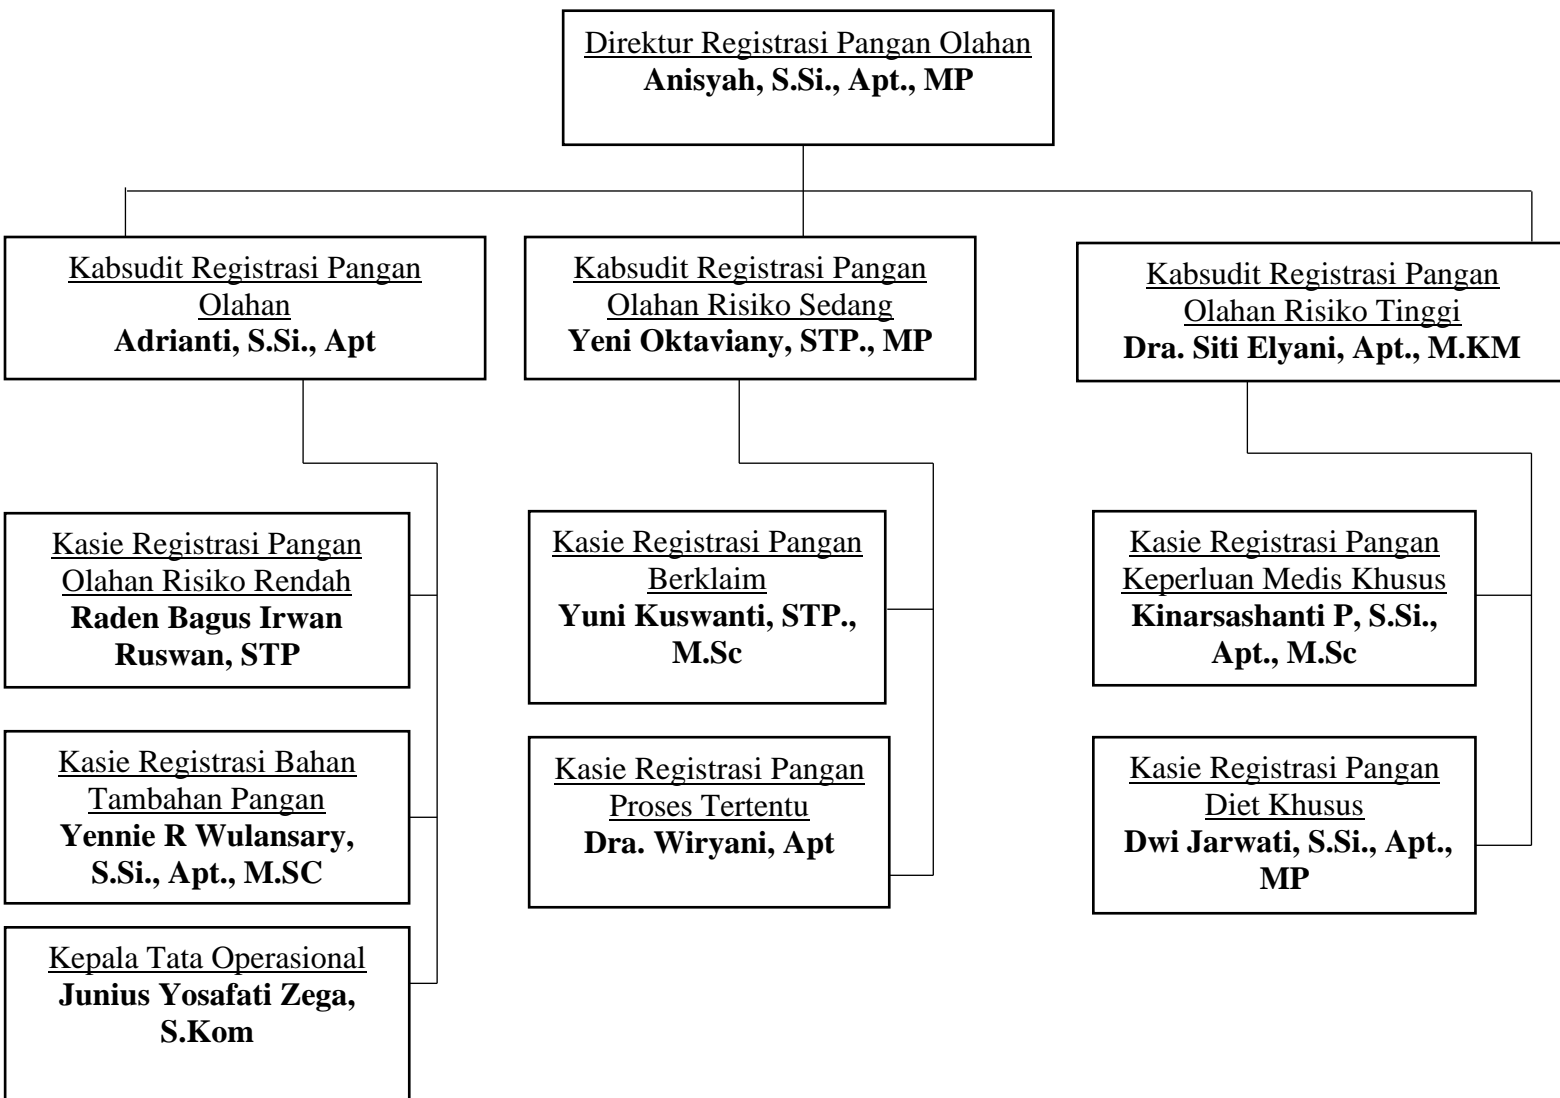 Direktur Registrasi Pangan Olahan
Anisyah, S.Si., Apt., MP
Kabsudit Registrasi Pangan
Olahan
Adrianti, S.Si., Apt
Kabsudit Registrasi Pangan
Olahan Risiko Sedang
Yeni Oktaviany, STP., MP
Kabsudit Registrasi Pangan
Olahan Risiko Tinggi
Dra. Siti Elyani, Apt., M.KM
Kasie Registrasi Pangan
Olahan Risiko Rendah
Raden Bagus Irwan
Ruswan, STP
Kasie Registrasi Pangan
Berklaim
Yuni Kuswanti, STP.,
M.Sc
Kasie Registrasi Pangan
Keperluan Medis Khusus
Kinarsashanti P, S.Si.,
Apt., M.Sc
Kasie Registrasi Bahan
Tambahan Pangan
Yennie R Wulansary,
S.Si., Apt., M.SC
Kasie Registrasi Pangan
Proses Tertentu
Dra. Wiryani, Apt
Kasie Registrasi Pangan
Diet Khusus
Dwi Jarwati, S.Si., Apt.,
MP
Kepala Tata Operasional
Junius Yosafati Zega,
S.Kom